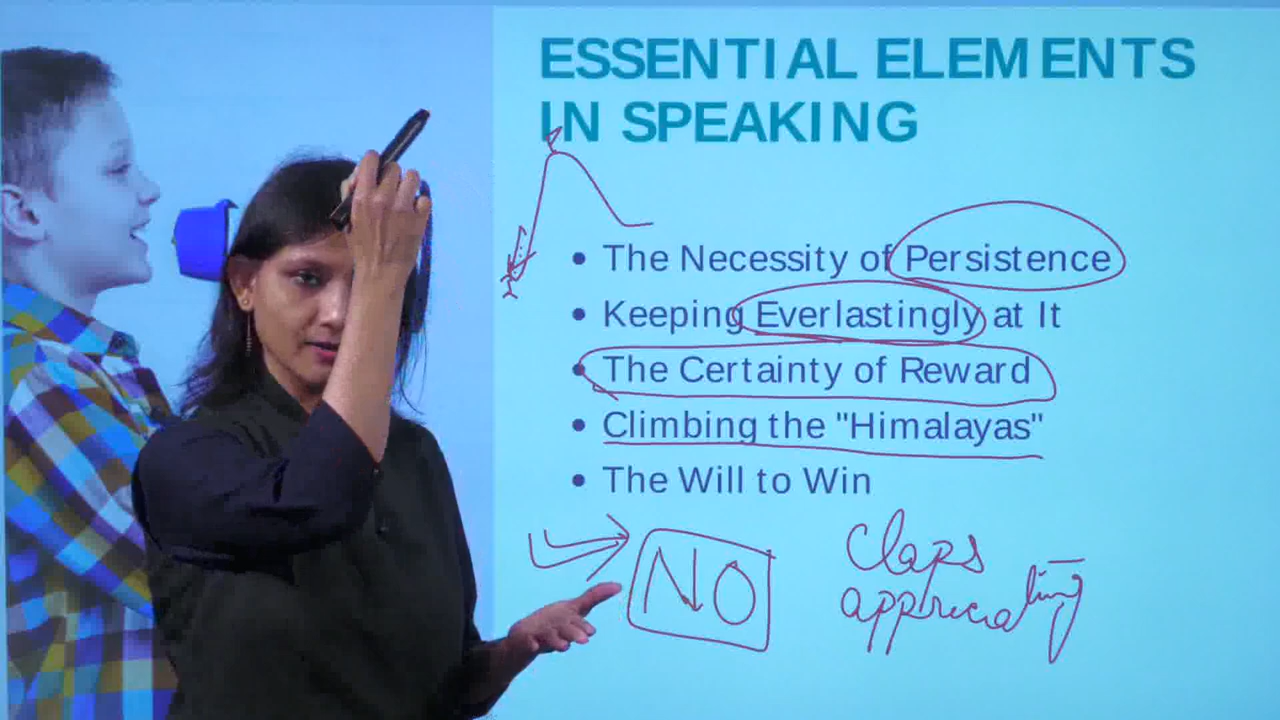 ESSENTIAL ELEMENTS
IN SPEAKING
• The Necessity of Persistence
• Keeping Everlastingly at It
• The Certainty of Reward
• Climbing the "Himalayas"
• The Will to Win
NO
Claps
appriciating